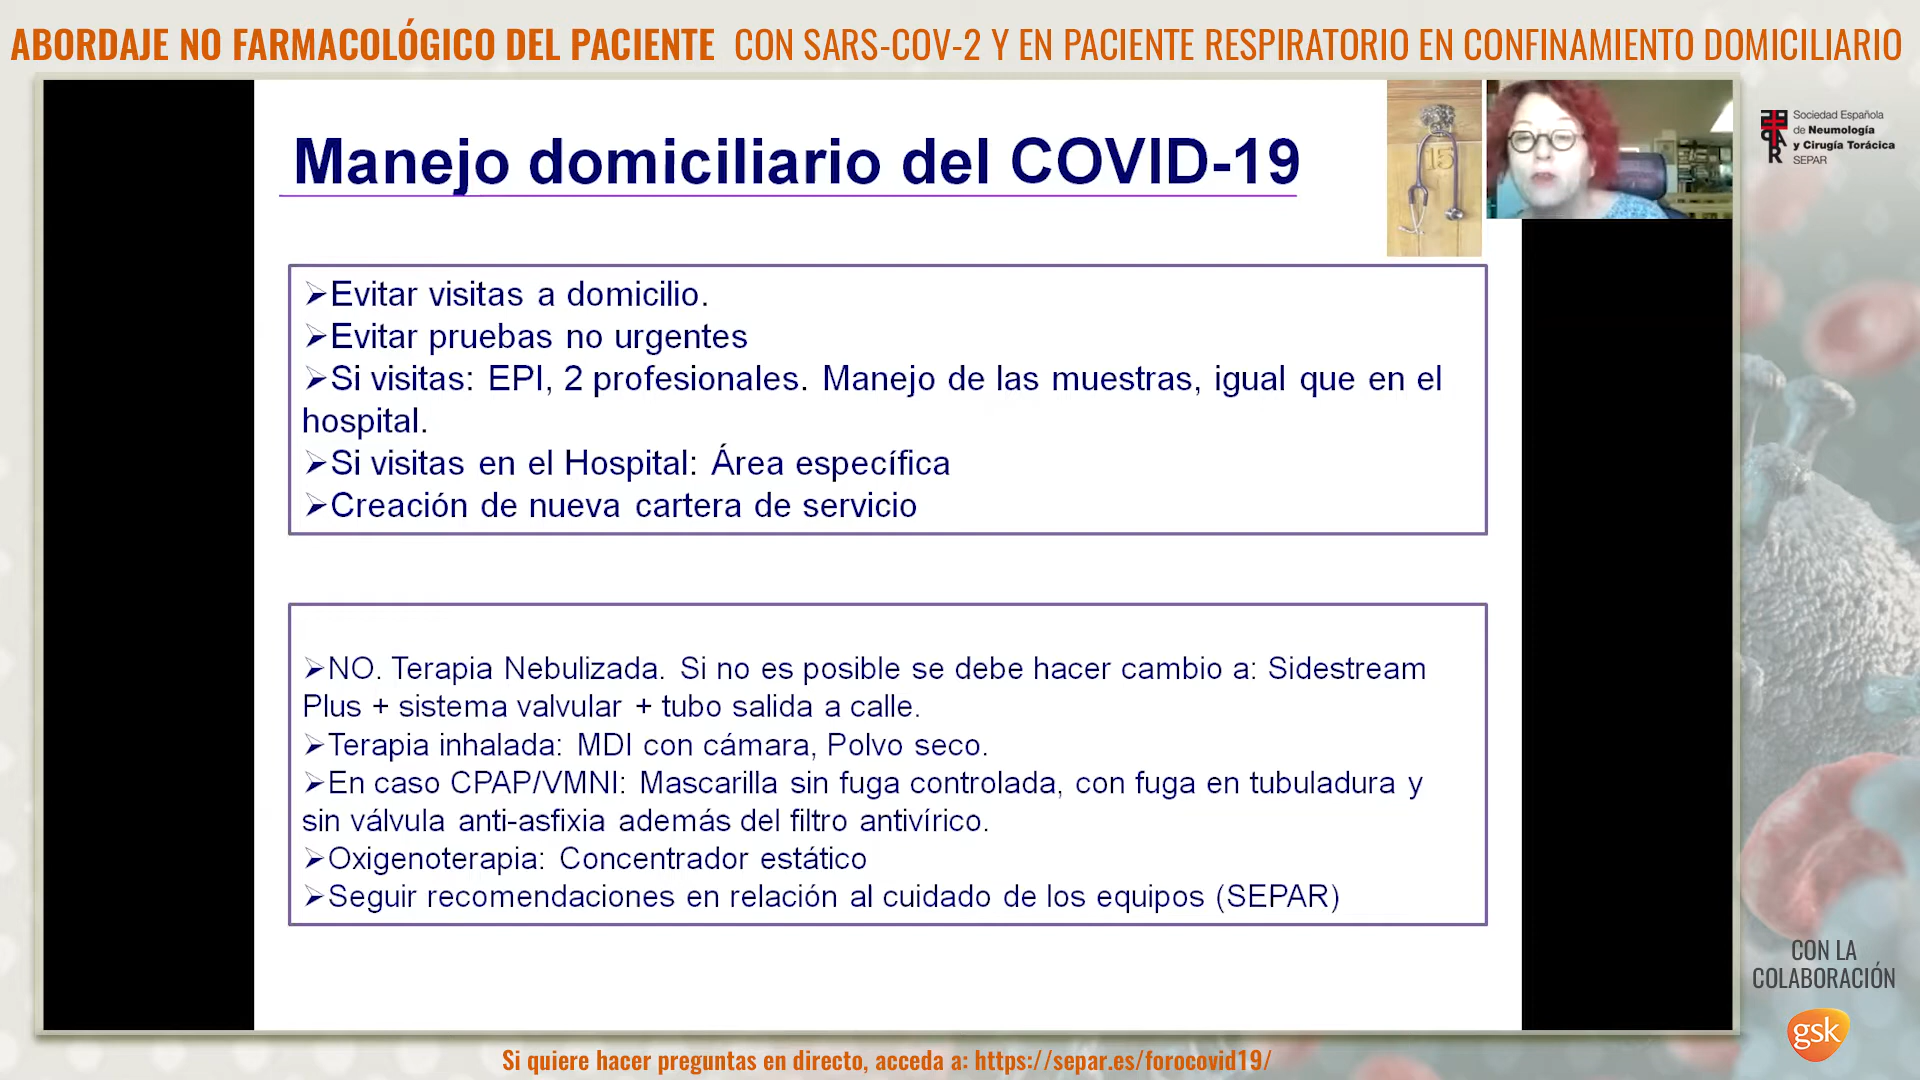 ABORDAJE NO FARMACOLÓGICO DEL PACIENTE CON SARS-COV-2 Y EN PACIENTE RESPIRATORIO EN CONFINAMIENTO DOMICILIARIO
Manejo domiciliario del COVID-19
15
Sociedad Española
de Neumología
y Cirugía Torácica
SEPAR
➢Evitar visitas a domicilio.
➢Evitar pruebas no urgentes
➢Si visitas: EPI, 2 profesionales. Manejo de las muestras, igual que en el
hospital.
➢Si visitas en el Hospital: Área específica
➢Creación de nueva cartera de servicio
➢NO. Terapia Nebulizada. Si no es posible se debe hacer cambio a: Sidestream
Plus + sistema valvular + tubo salida a calle.
➢Terapia inhalada: MDI con cámara, Polvo seco.
➢En caso CPAP/VMNI: Mascarilla sin fuga controlada, con fuga en tubuladura y
sin válvula anti-asfixia además del filtro antivírico.
➢Oxigenoterapia: Concentrador estático
➢Seguir recomendaciones en relación al cuidado de los equipos (SEPAR)
CON LA
COLABORACIÓN
gsk
Si quiere hacer preguntas en directo, acceda a: https://separ.es/forocovid19/